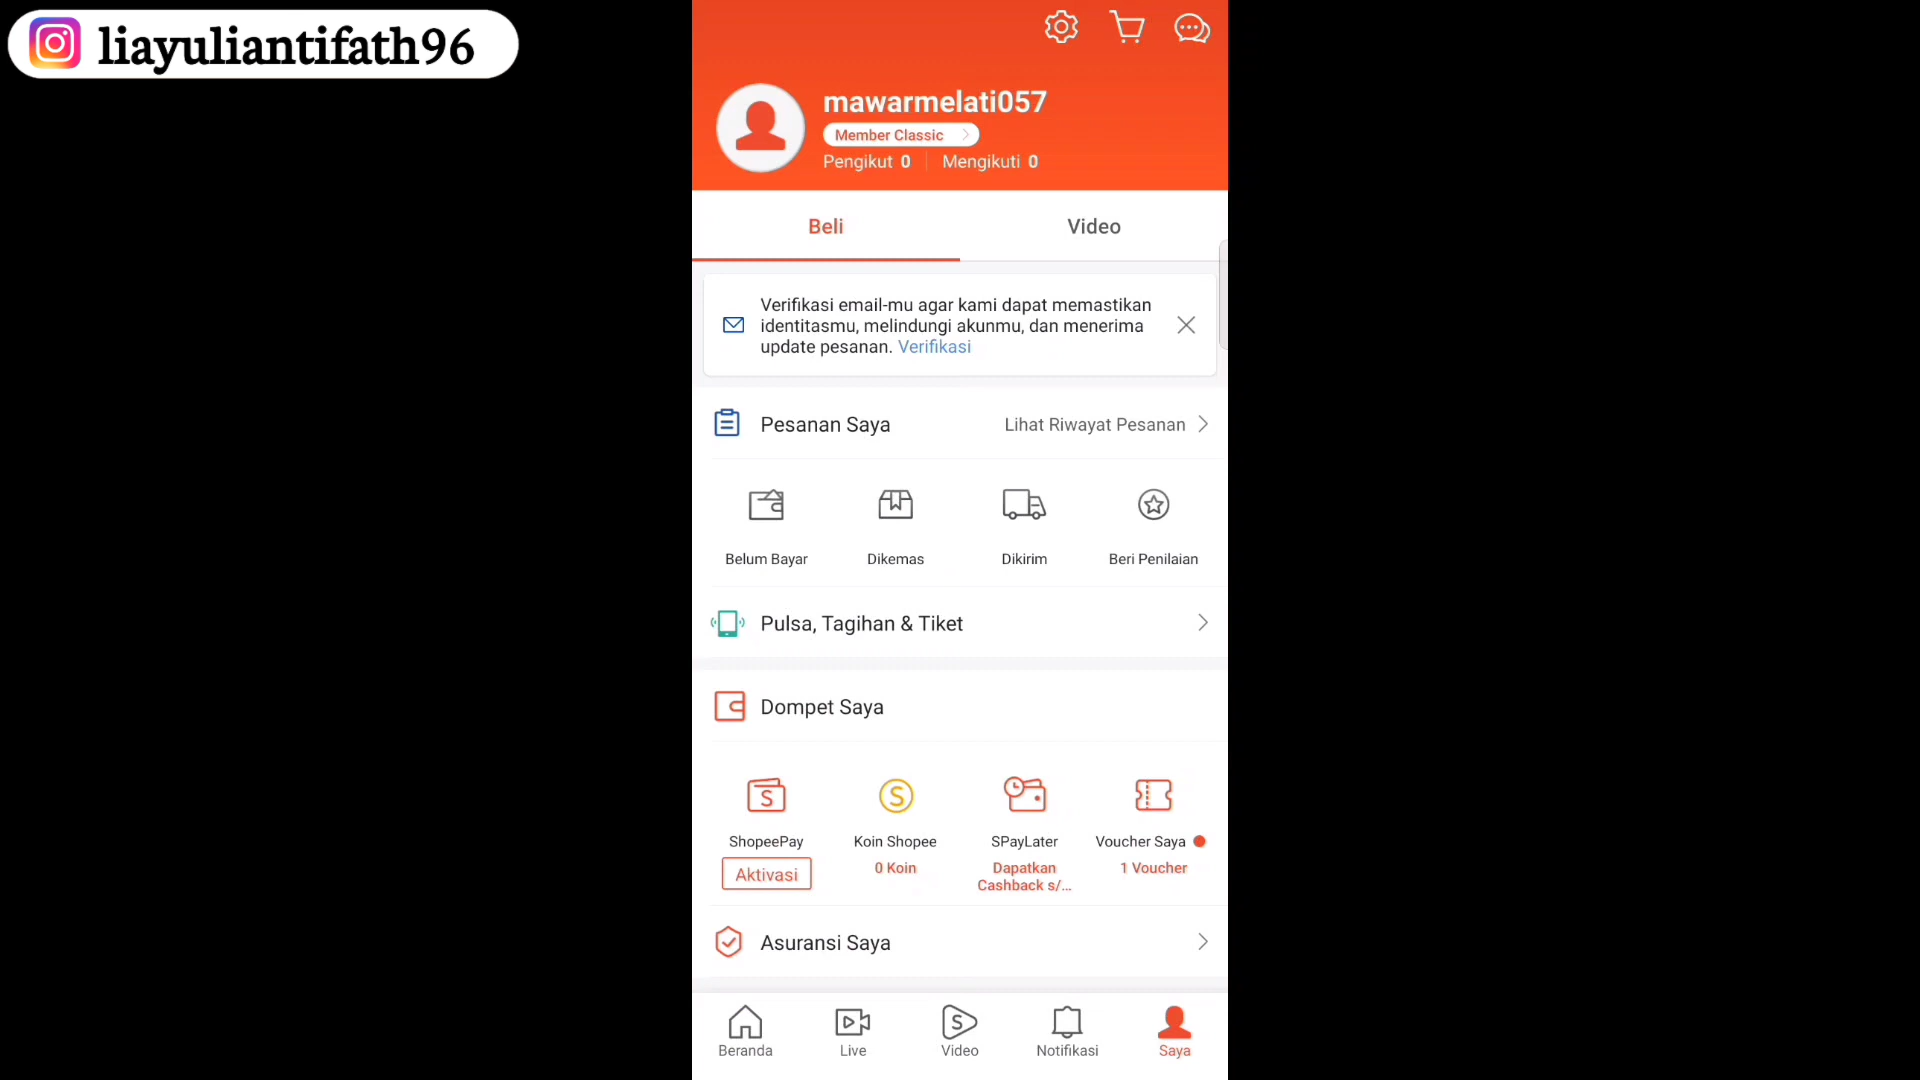 liayuliantifath96
mawarmelati057
Member Classic
Pengikut 0 Mengikuti 0
Beli Video
Verifikasi email-mu agar kami dapat memastikan
identitasmu, melindungi akunmu, dan menerima
update pesanan. Verifikasi
Pesanan Saya Lihat Riwayat Pesanan
Belum Bayar Dikemas Dikirim Beri Penilaian
Pulsa, Tagihan & Tiket
Dompet Saya
ShopeePay Koin Shopee SPayLater Voucher Saya
Aktivasi 0 Koin Dapatkan 1 Voucher
Cashback s/...
Asuransi Saya
Beranda Live Video Notifikasi Saya